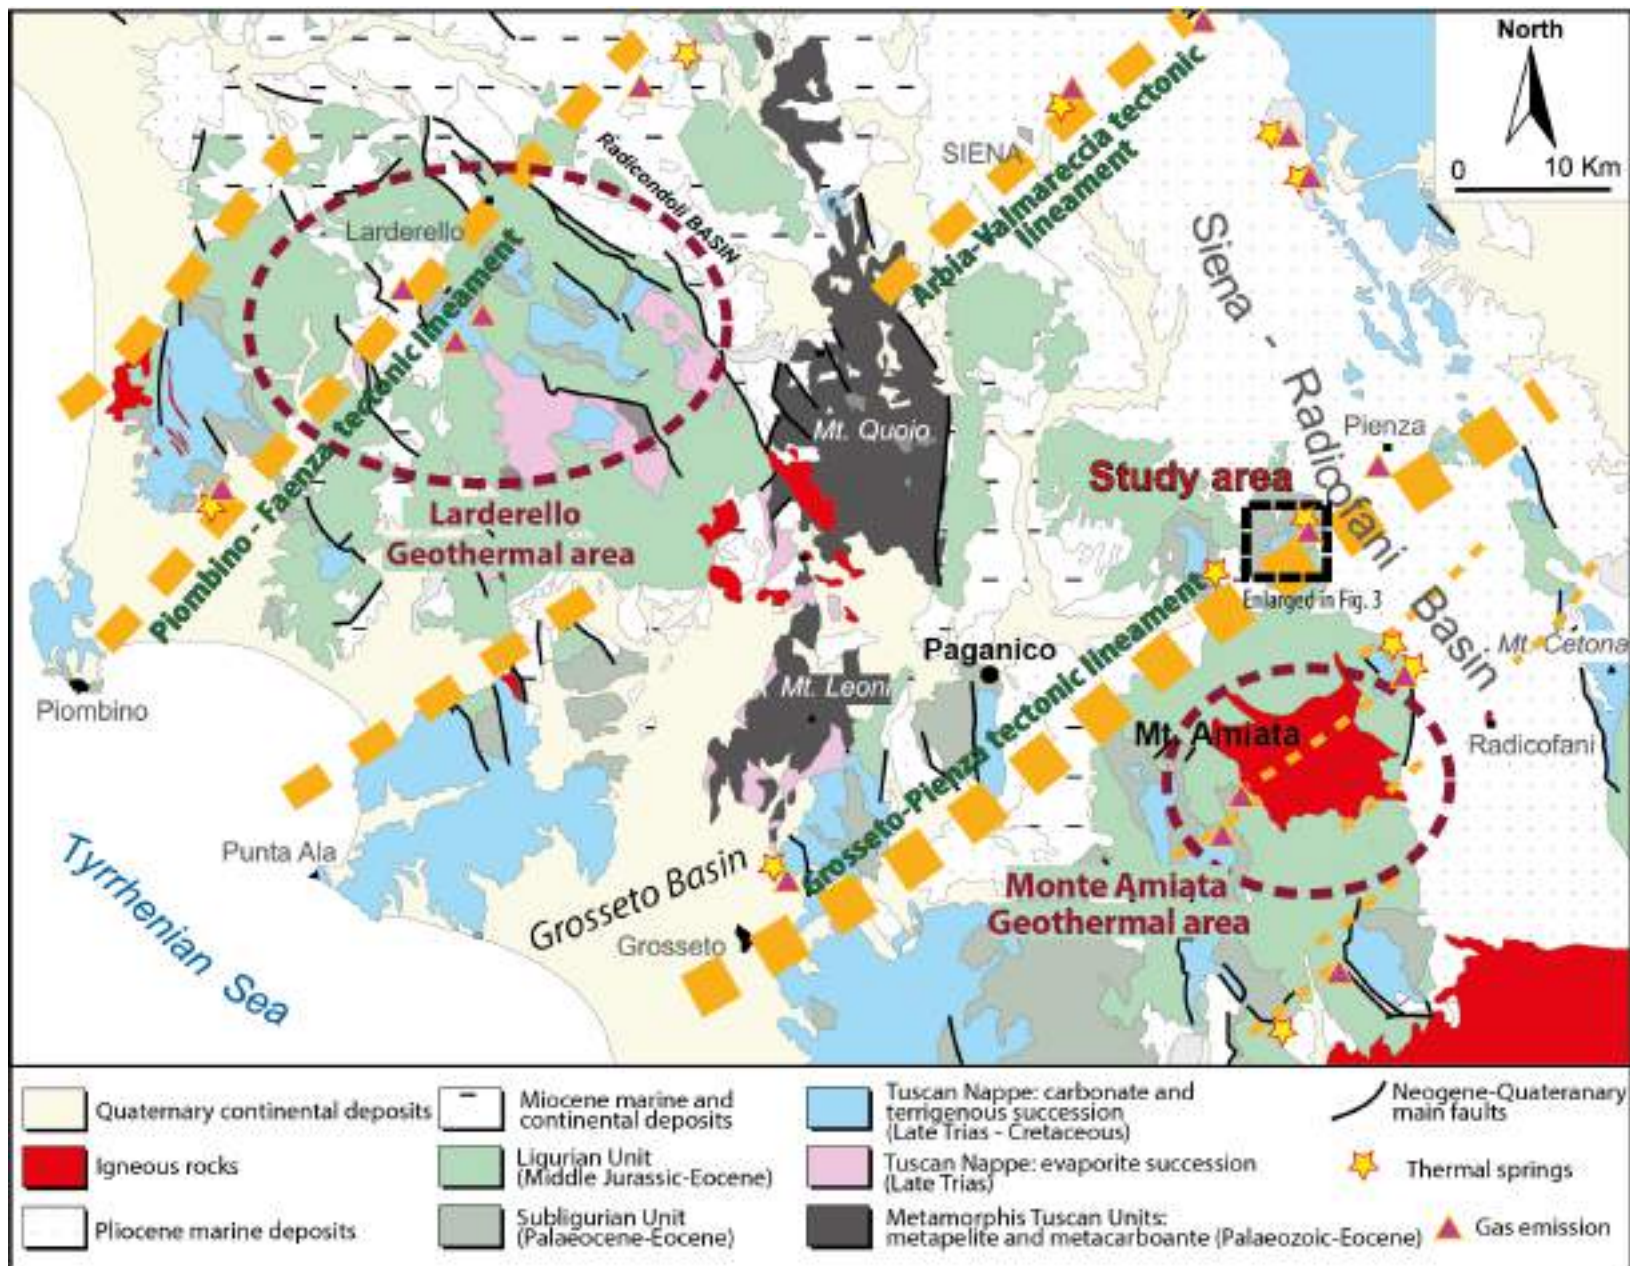 North
0 10 Km
Radicondoli BASIN
SIENA
Arbia-Valmareccia tectonic
lineament
Larderello
Siena - Radicofani Basin
Piombino - Faenza tectonic lineament
Mt. Quoio
Pienza
Study area
Larderello
Geothermal area
Enlarged in Fig. 3
Mt. Cetona
Paganico
Piombino
Mt. Leoni
Grosseto-Pienza tectonic lineament
Mt. Amiata
Radicofani
Tyrrhenian Sea
Punta Ala
Grosseto Basin
Monte Amiata
Geothermal area
Grosseto
Quaternary continental deposits
Igneous rocks
Pliocene marine deposits
Miocene marine and
continental deposits
Ligurian Unit
(Middle Jurassic-Eocene)
Subligurian Unit
(Palaeocene-Eocene)
Tuscan Nappe: carbonate and
terrigenous succession
(Late Trias - Cretaceous)
Tuscan Nappe: evaporite succession
(Late Trias)
Metamorphis Tuscan Units:
metapelite and metacarboante (Palaeozoic-Eocene)
Neogene-Quateranary
main faults
Thermal springs
Gas emission